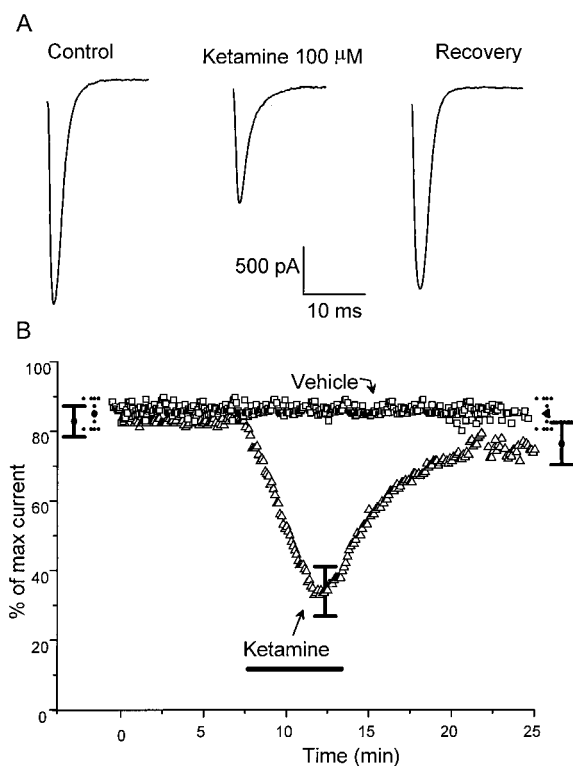 A
Control
Ketamine 100 µM
Recovery
500 pA
10 ms
B
100
80
60
40
20
0
% of max current
Vehicle
Ketamine
0
5
10
15
20
25
Time (min)